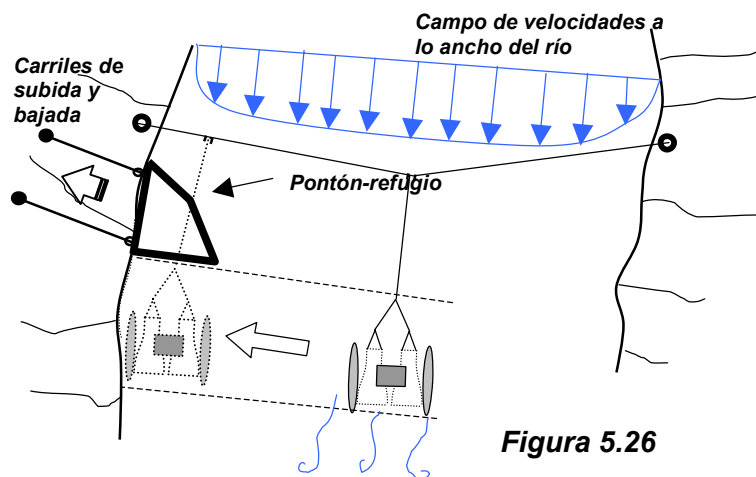 Campo de velocidades a
lo ancho del río
Carriles de
subida y
bajada
Pontón-refugio
Figura 5.26